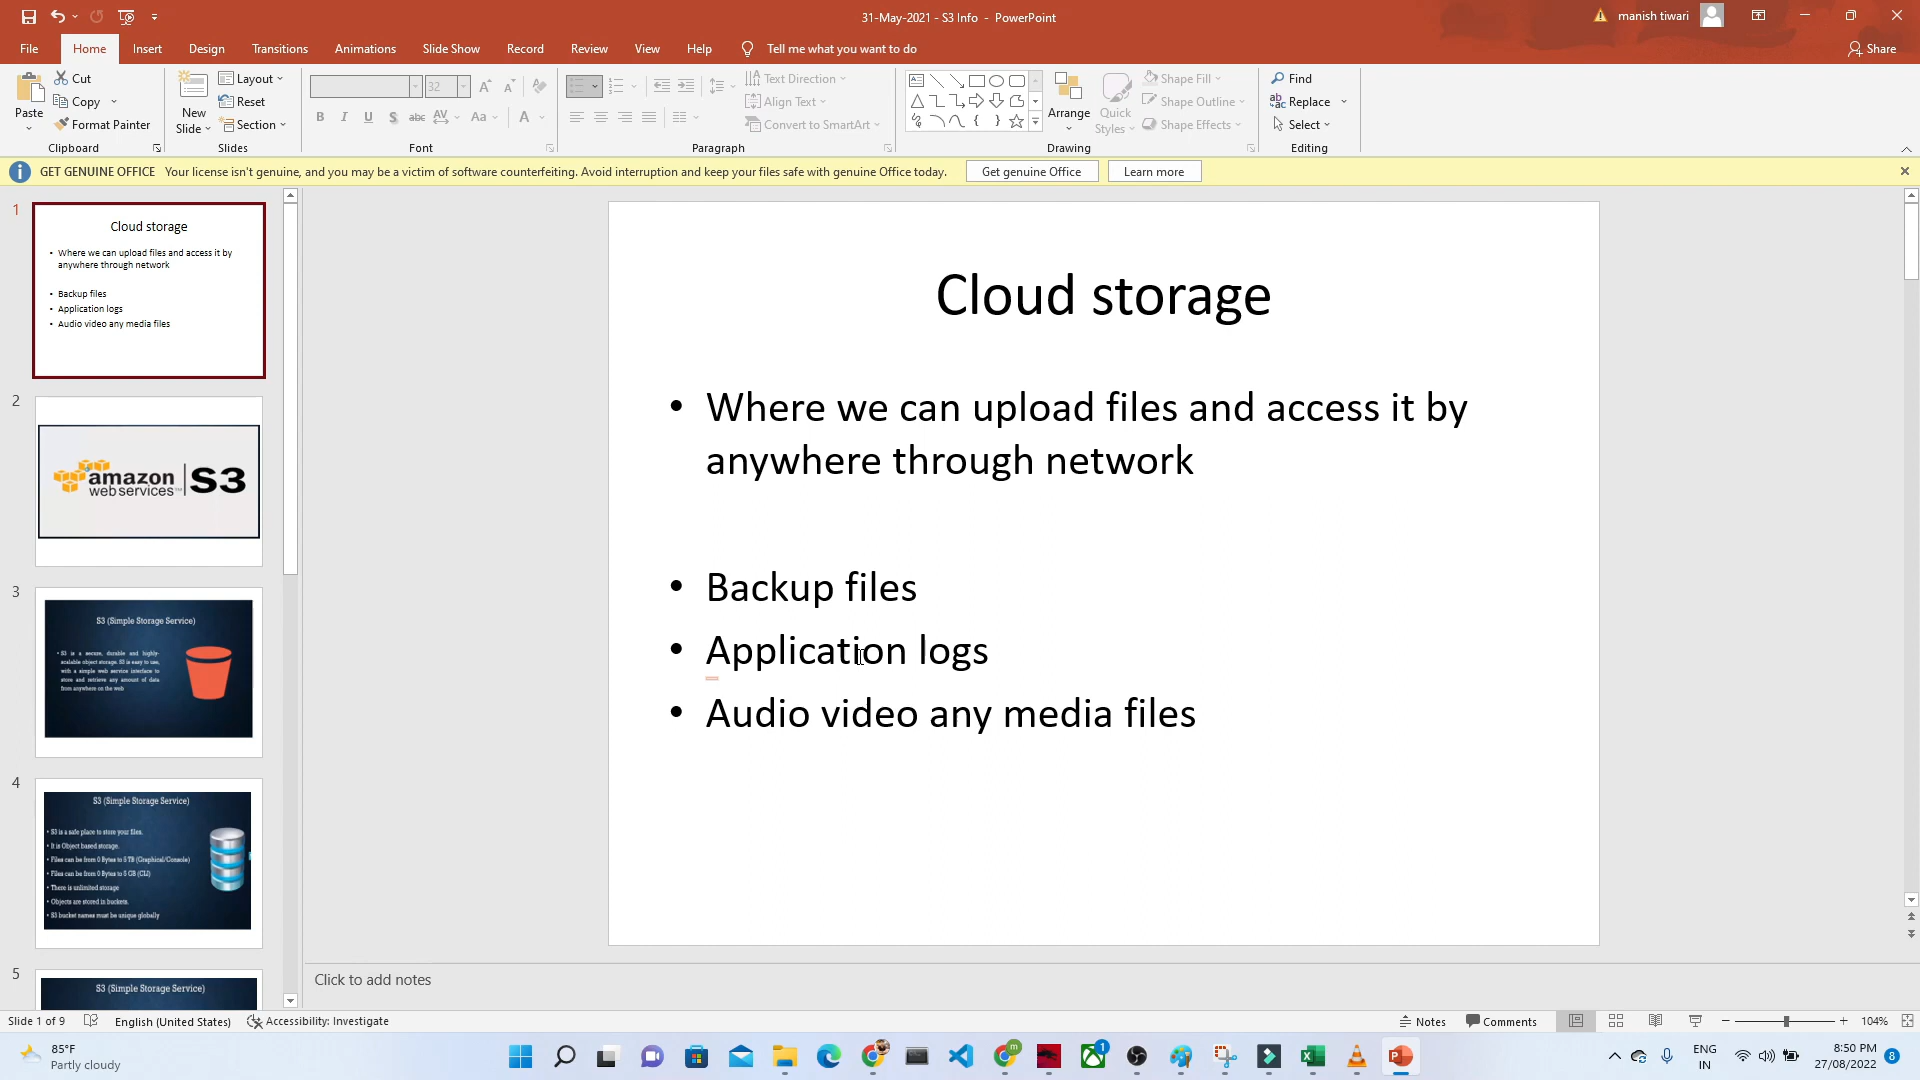 31-May-2021 - S3 Info - PowerPoint
manish tiwari
File Home Insert Design Transitions Animations Slide Show Record Review View Help Tell me what you want to do
Share
Paste
Cut
Copy
Format Painter
Clipboard
New
Slide
Layout
Reset
Section
Slides
32
B I U S abc AV Aa A
Font
Text Direction
Align Text
Convert to SmartArt
Paragraph
Arrange
Quick
Styles
Shape Fill
Shape Outline
Shape Effects
Drawing
Find
Replace
Select
Editing
GET GENUINE OFFICE Your license isn't genuine, and you may be a victim of software counterfeiting. Avoid interruption and keep your files safe with genuine Office today. Get genuine Office Learn more
1
Cloud storage
• Where we can upload files and access it by
anywhere through network
• Backup files
• Application logs
• Audio video any media files
2
amazon
web services™ | S3
3
S3 (Simple Storage Service)
• S3 is a secure, durable and highly-
scalable object storage. S3 is easy to use,
with a simple web service interface to
store and retrieve any amount of data
from anywhere on the web
4
S3 (Simple Storage Service)
• S3 is a safe place to store your files.
• It is Object based storage.
• Files can be from 0 Bytes to 5 TB (Graphical/Console)
• Files can be from 0 Bytes to 5 GB (CLI)
• There is unlimited storage
• Objects are stored in buckets.
• S3 bucket names must be unique globally
5
S3 (Simple Storage Service)
Cloud storage
• Where we can upload files and access it by
anywhere through network
• Backup files
• Application logs
• Audio video any media files
Click to add notes
Slide 1 of 9 English (United States) Accessibility: Investigate
Notes Comments 104%
85°F
Partly cloudy
m
1
ENG
IN
8:50 PM
27/08/2022
8